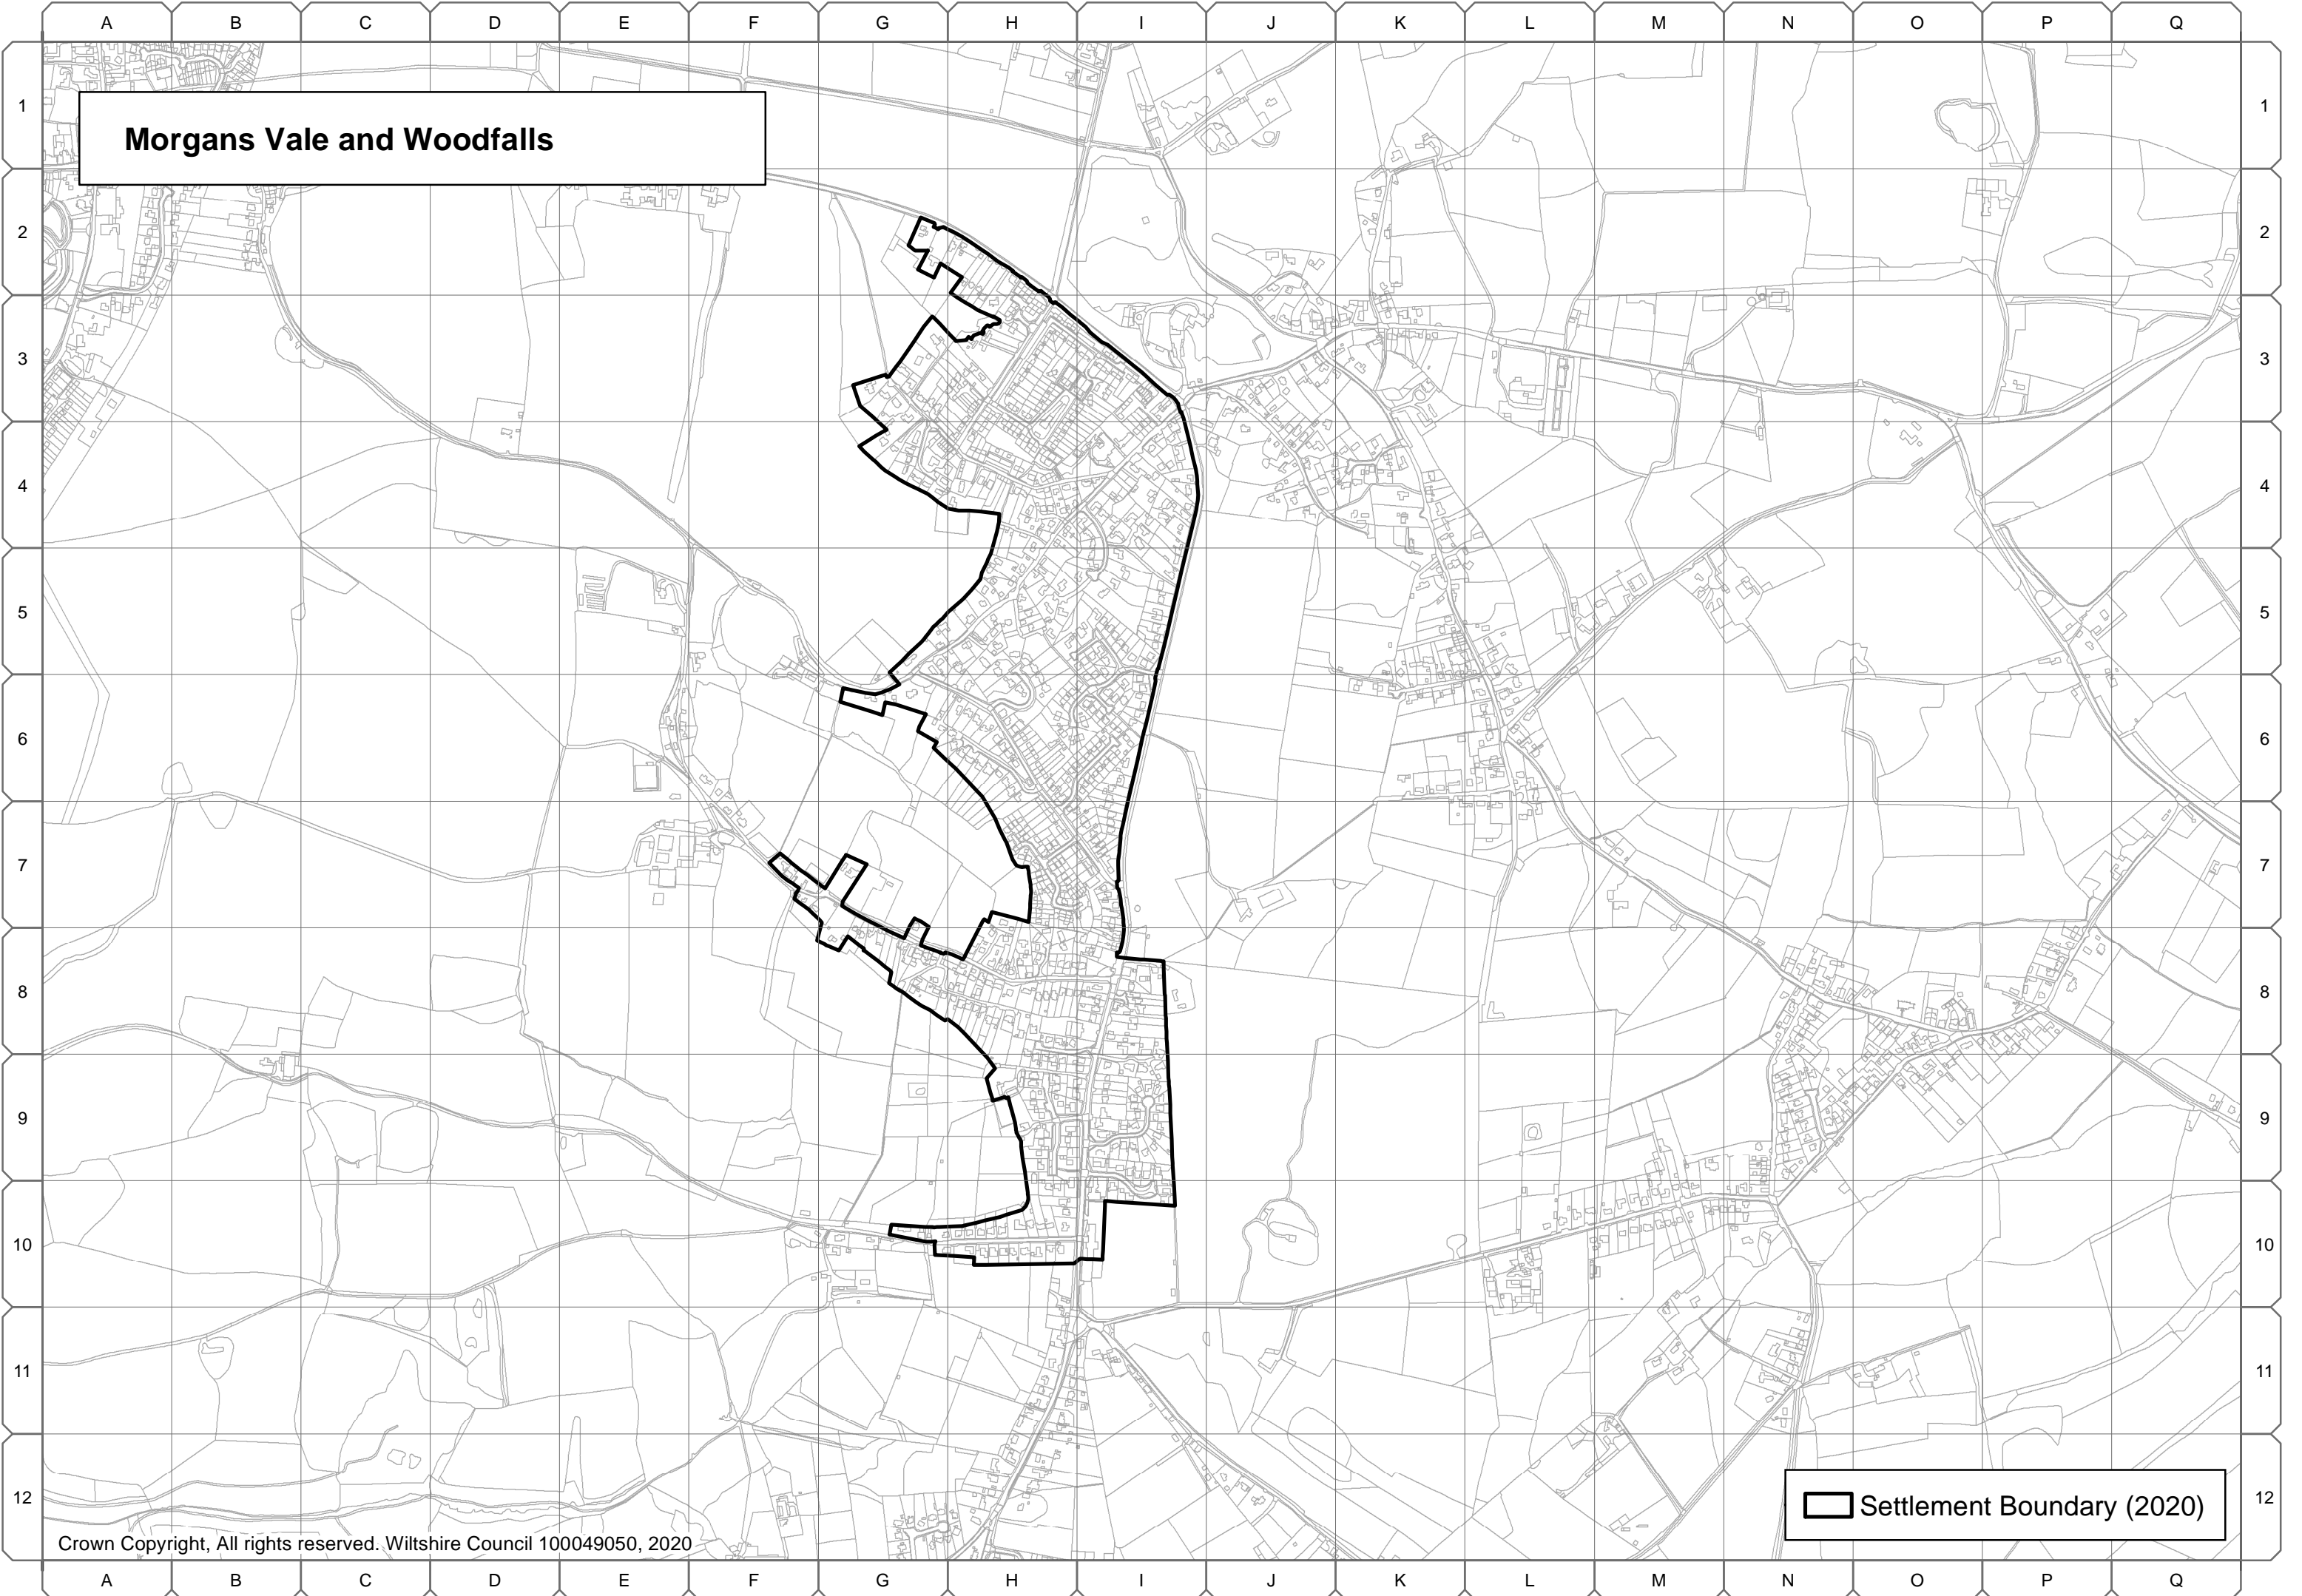 A B C D E F G H I J K L M N O P Q
1 1
Morgans Vale and Woodfalls
2 2
3 3
4 4
5 5
6 6
7 7
8 8
9 9
10 10
11 11
12 12
Settlement Boundary (2020)
Crown Copyright, All rights reserved. Wiltshire Council 100049050, 2020
A B C D E F G H I J K L M N O P Q